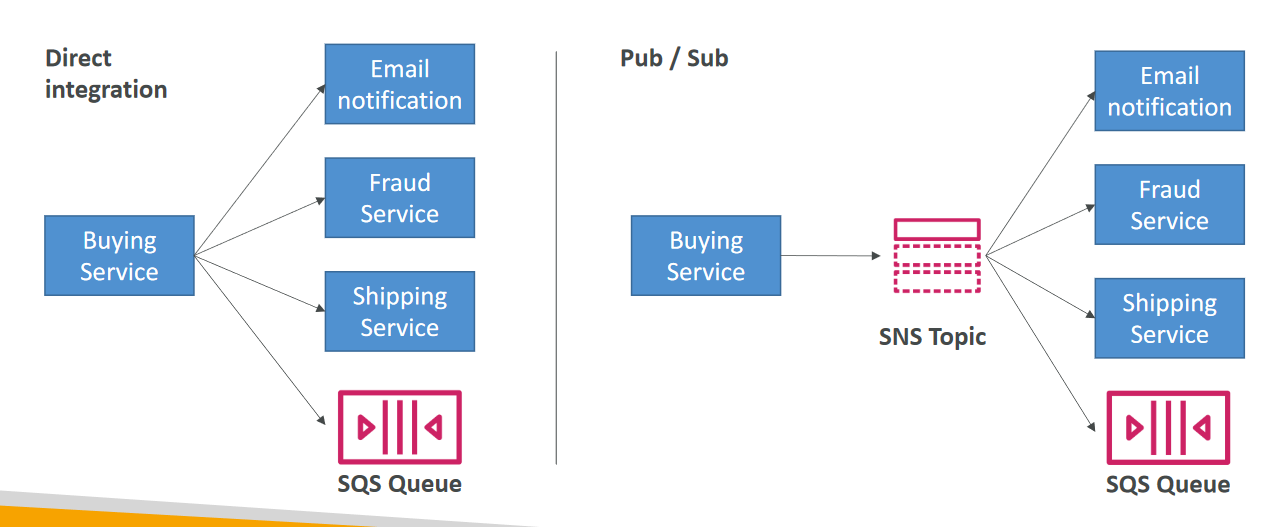 Direct
integration
Email
notification
Fraud
Service
Buying
Service
Shipping
Service
SQS Queue
Pub / Sub
Buying
Service
SNS Topic
Email
notification
Fraud
Service
Shipping
Service
SQS Queue